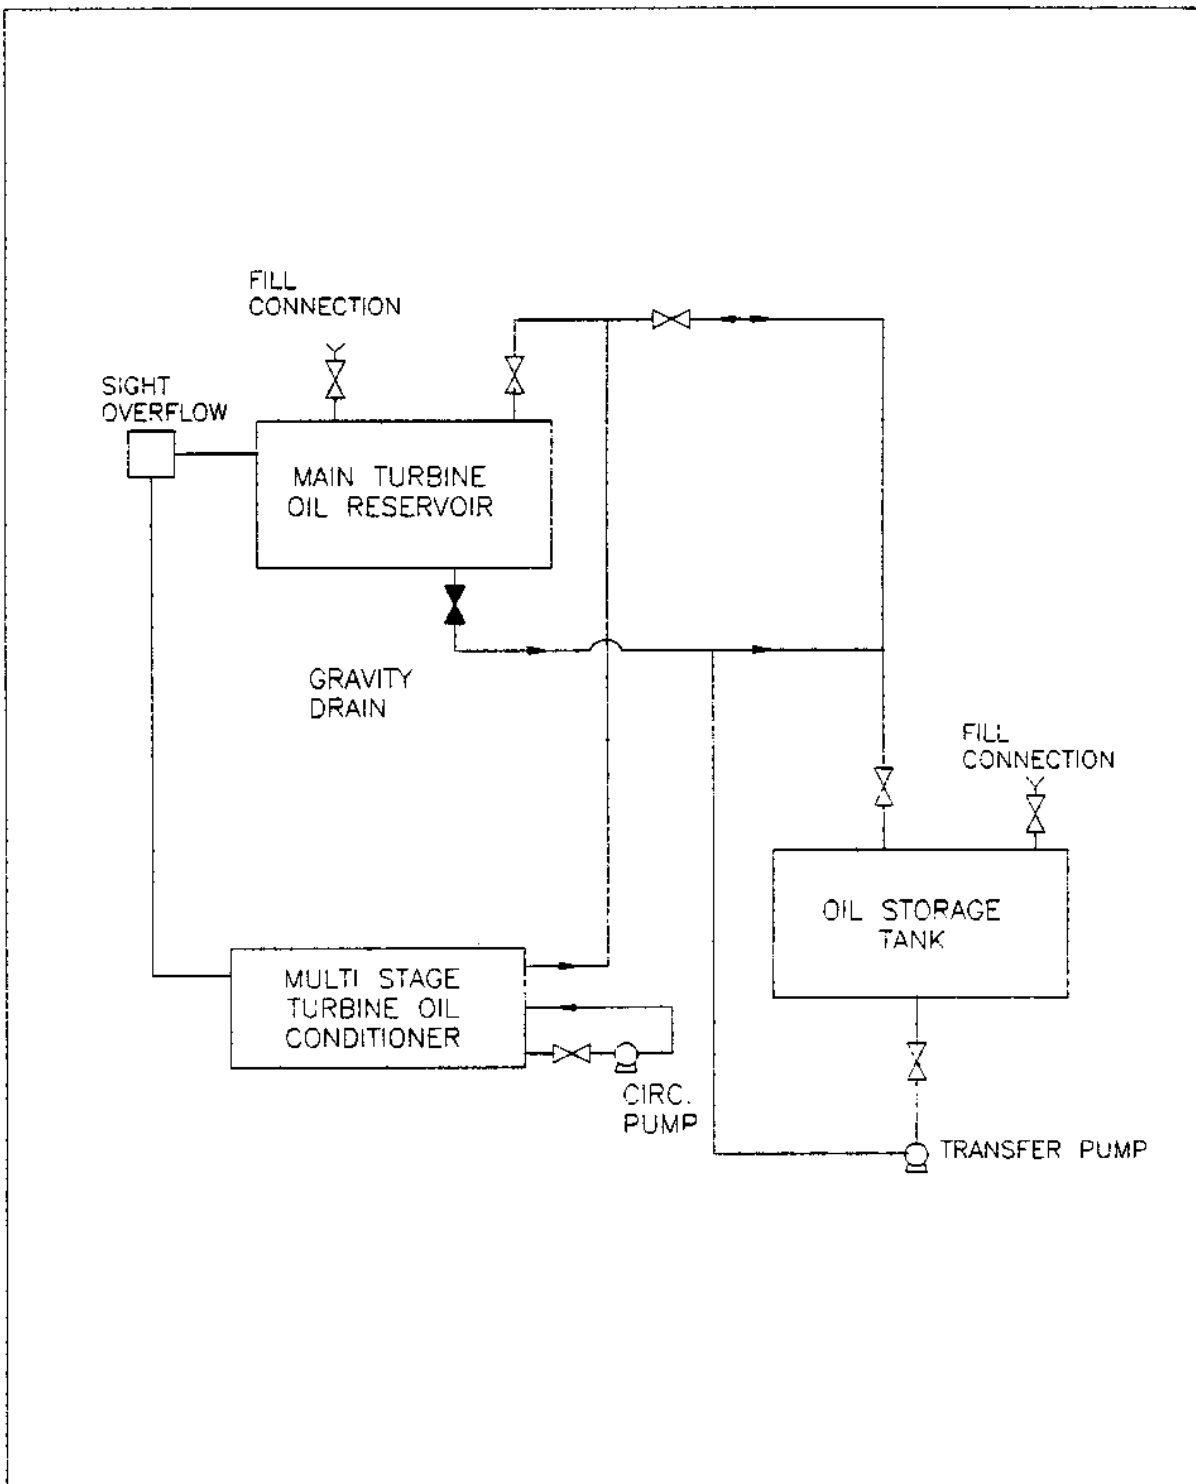 FILL
CONNECTION
SIGHT
OVERFLOW
MAIN TURBINE
OIL RESERVOIR
GRAVITY
DRAIN
FILL
CONNECTION
OIL STORAGE
TANK
MULTI STAGE
TURBINE OIL
CONDITIONER
CIRC.
PUMP
TRANSFER PUMP